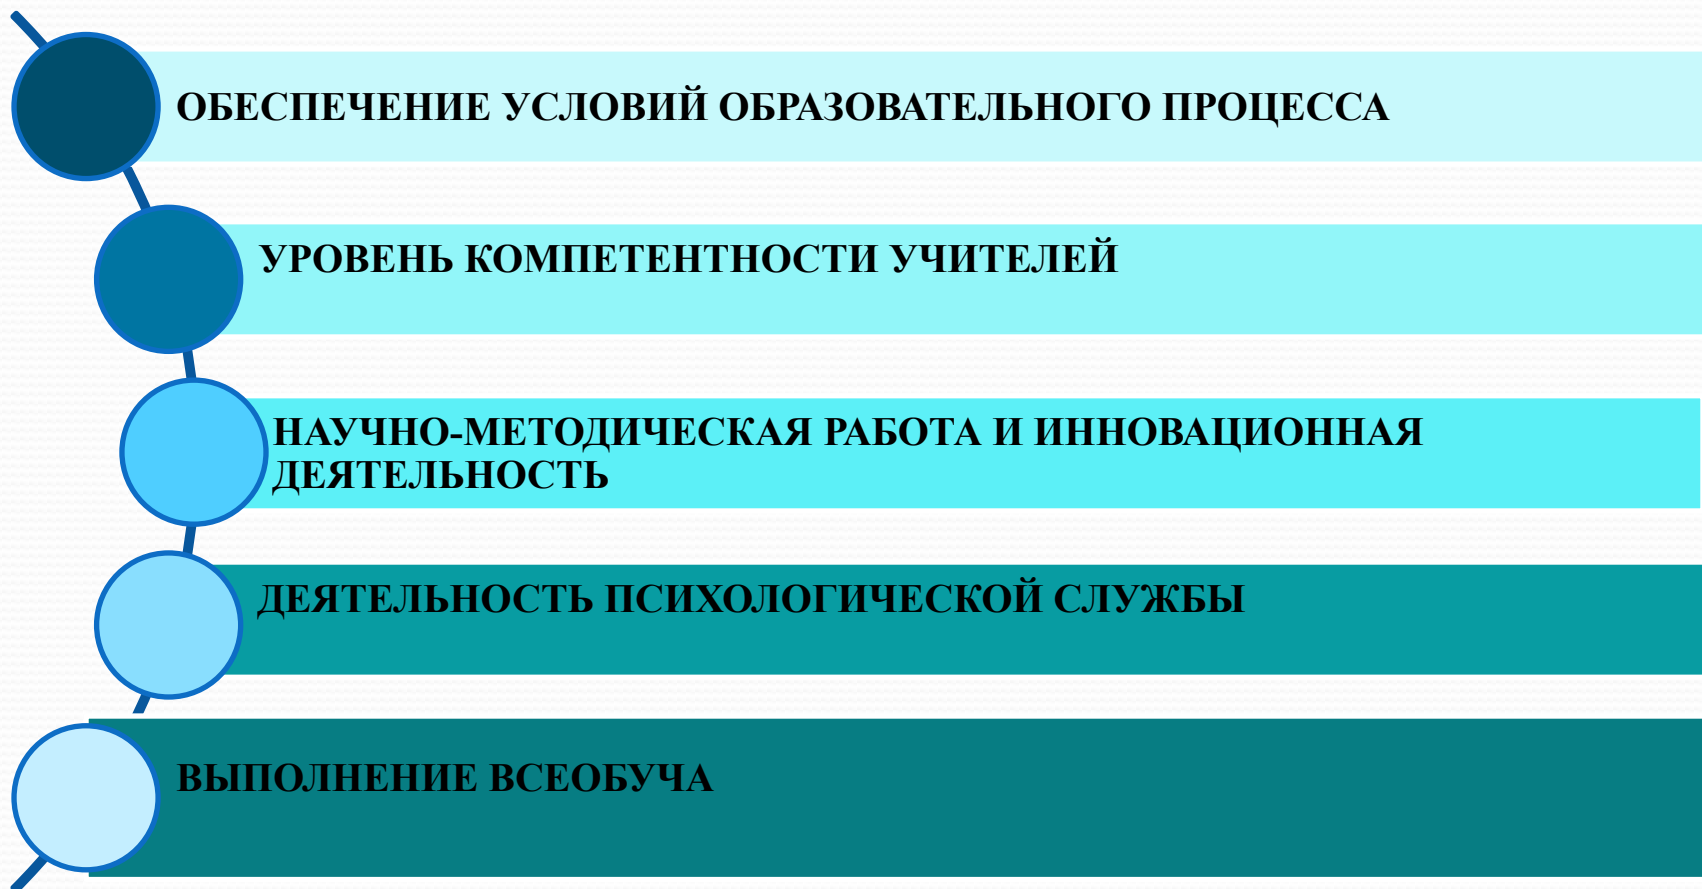 ОБЕСПЕЧЕНИЕ УСЛОВИЙ ОБРАЗОВАТЕЛЬНОГО ПРОЦЕССА
УРОВЕНЬ КОМПЕТЕНТНОСТИ УЧИТЕЛЕЙ
НАУЧНО-МЕТОДИЧЕСКАЯ РАБОТА И ИННОВАЦИОННАЯ
ДЕЯТЕЛЬНОСТЬ
ДЕЯТЕЛЬНОСТЬ ПСИХОЛОГИЧЕСКОЙ СЛУЖБЫ
ВЫПОЛНЕНИЕ ВСЕОБУЧА